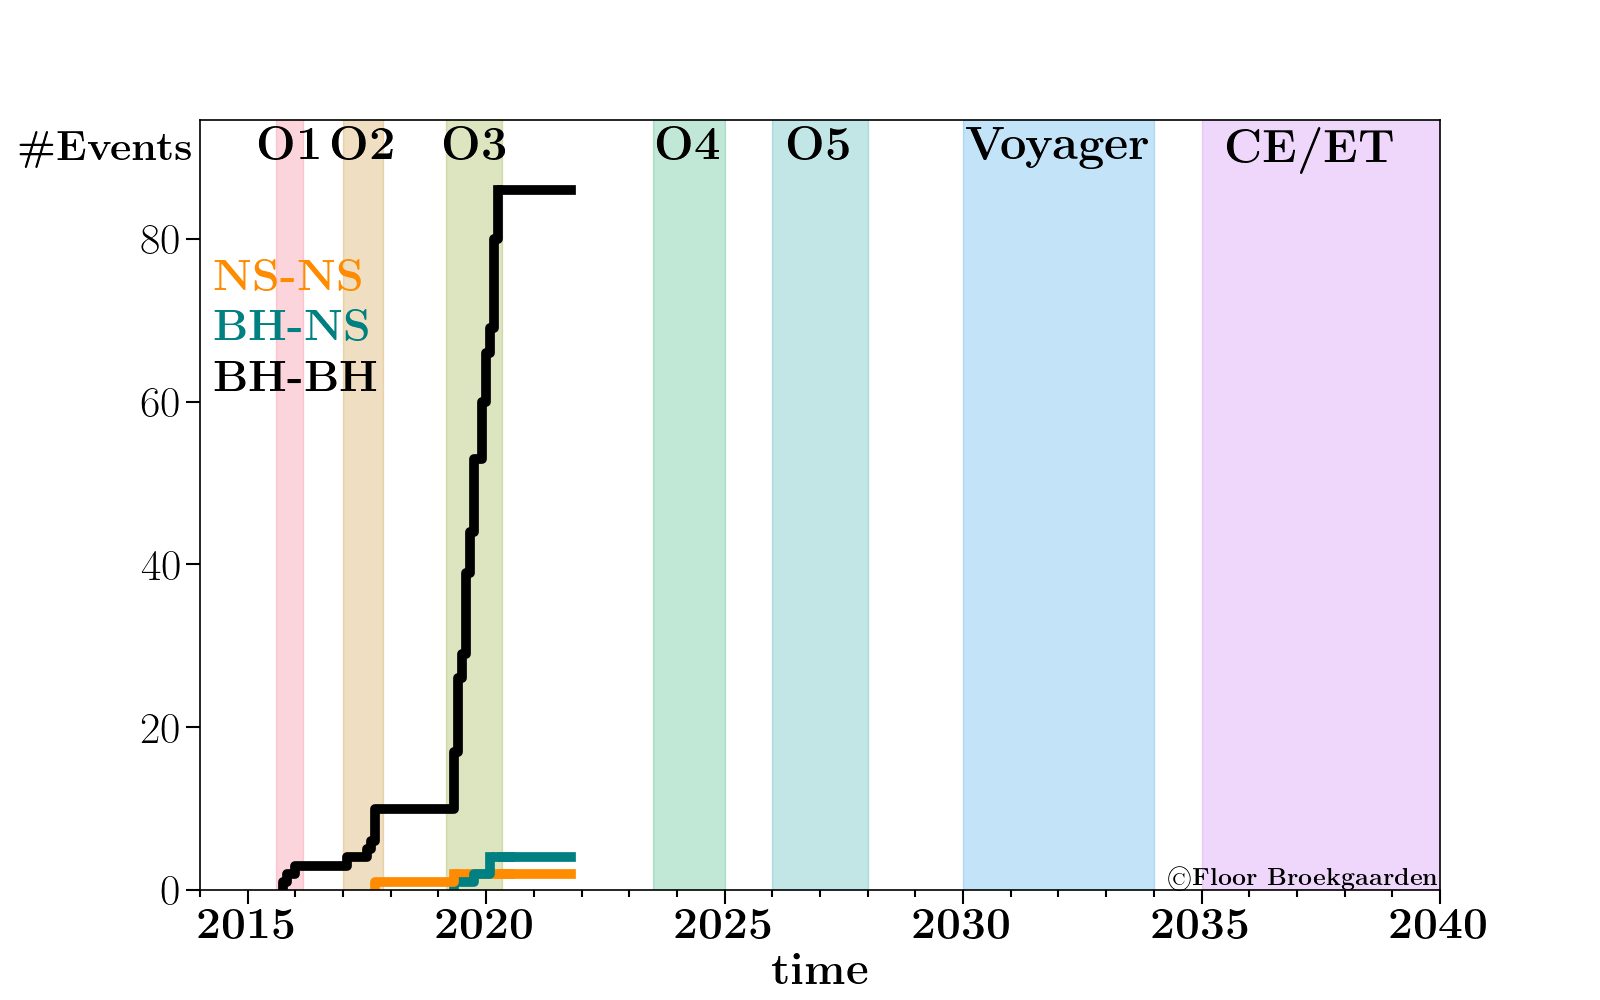 #Events O1 O2 O3 O4 O5 Voyager CE/ET
80
NS-NS
BH-NS
BH-BH
60
40
20
0
©Floor Broekgaarden
2015 2020 2025 2030 2035 2040
time